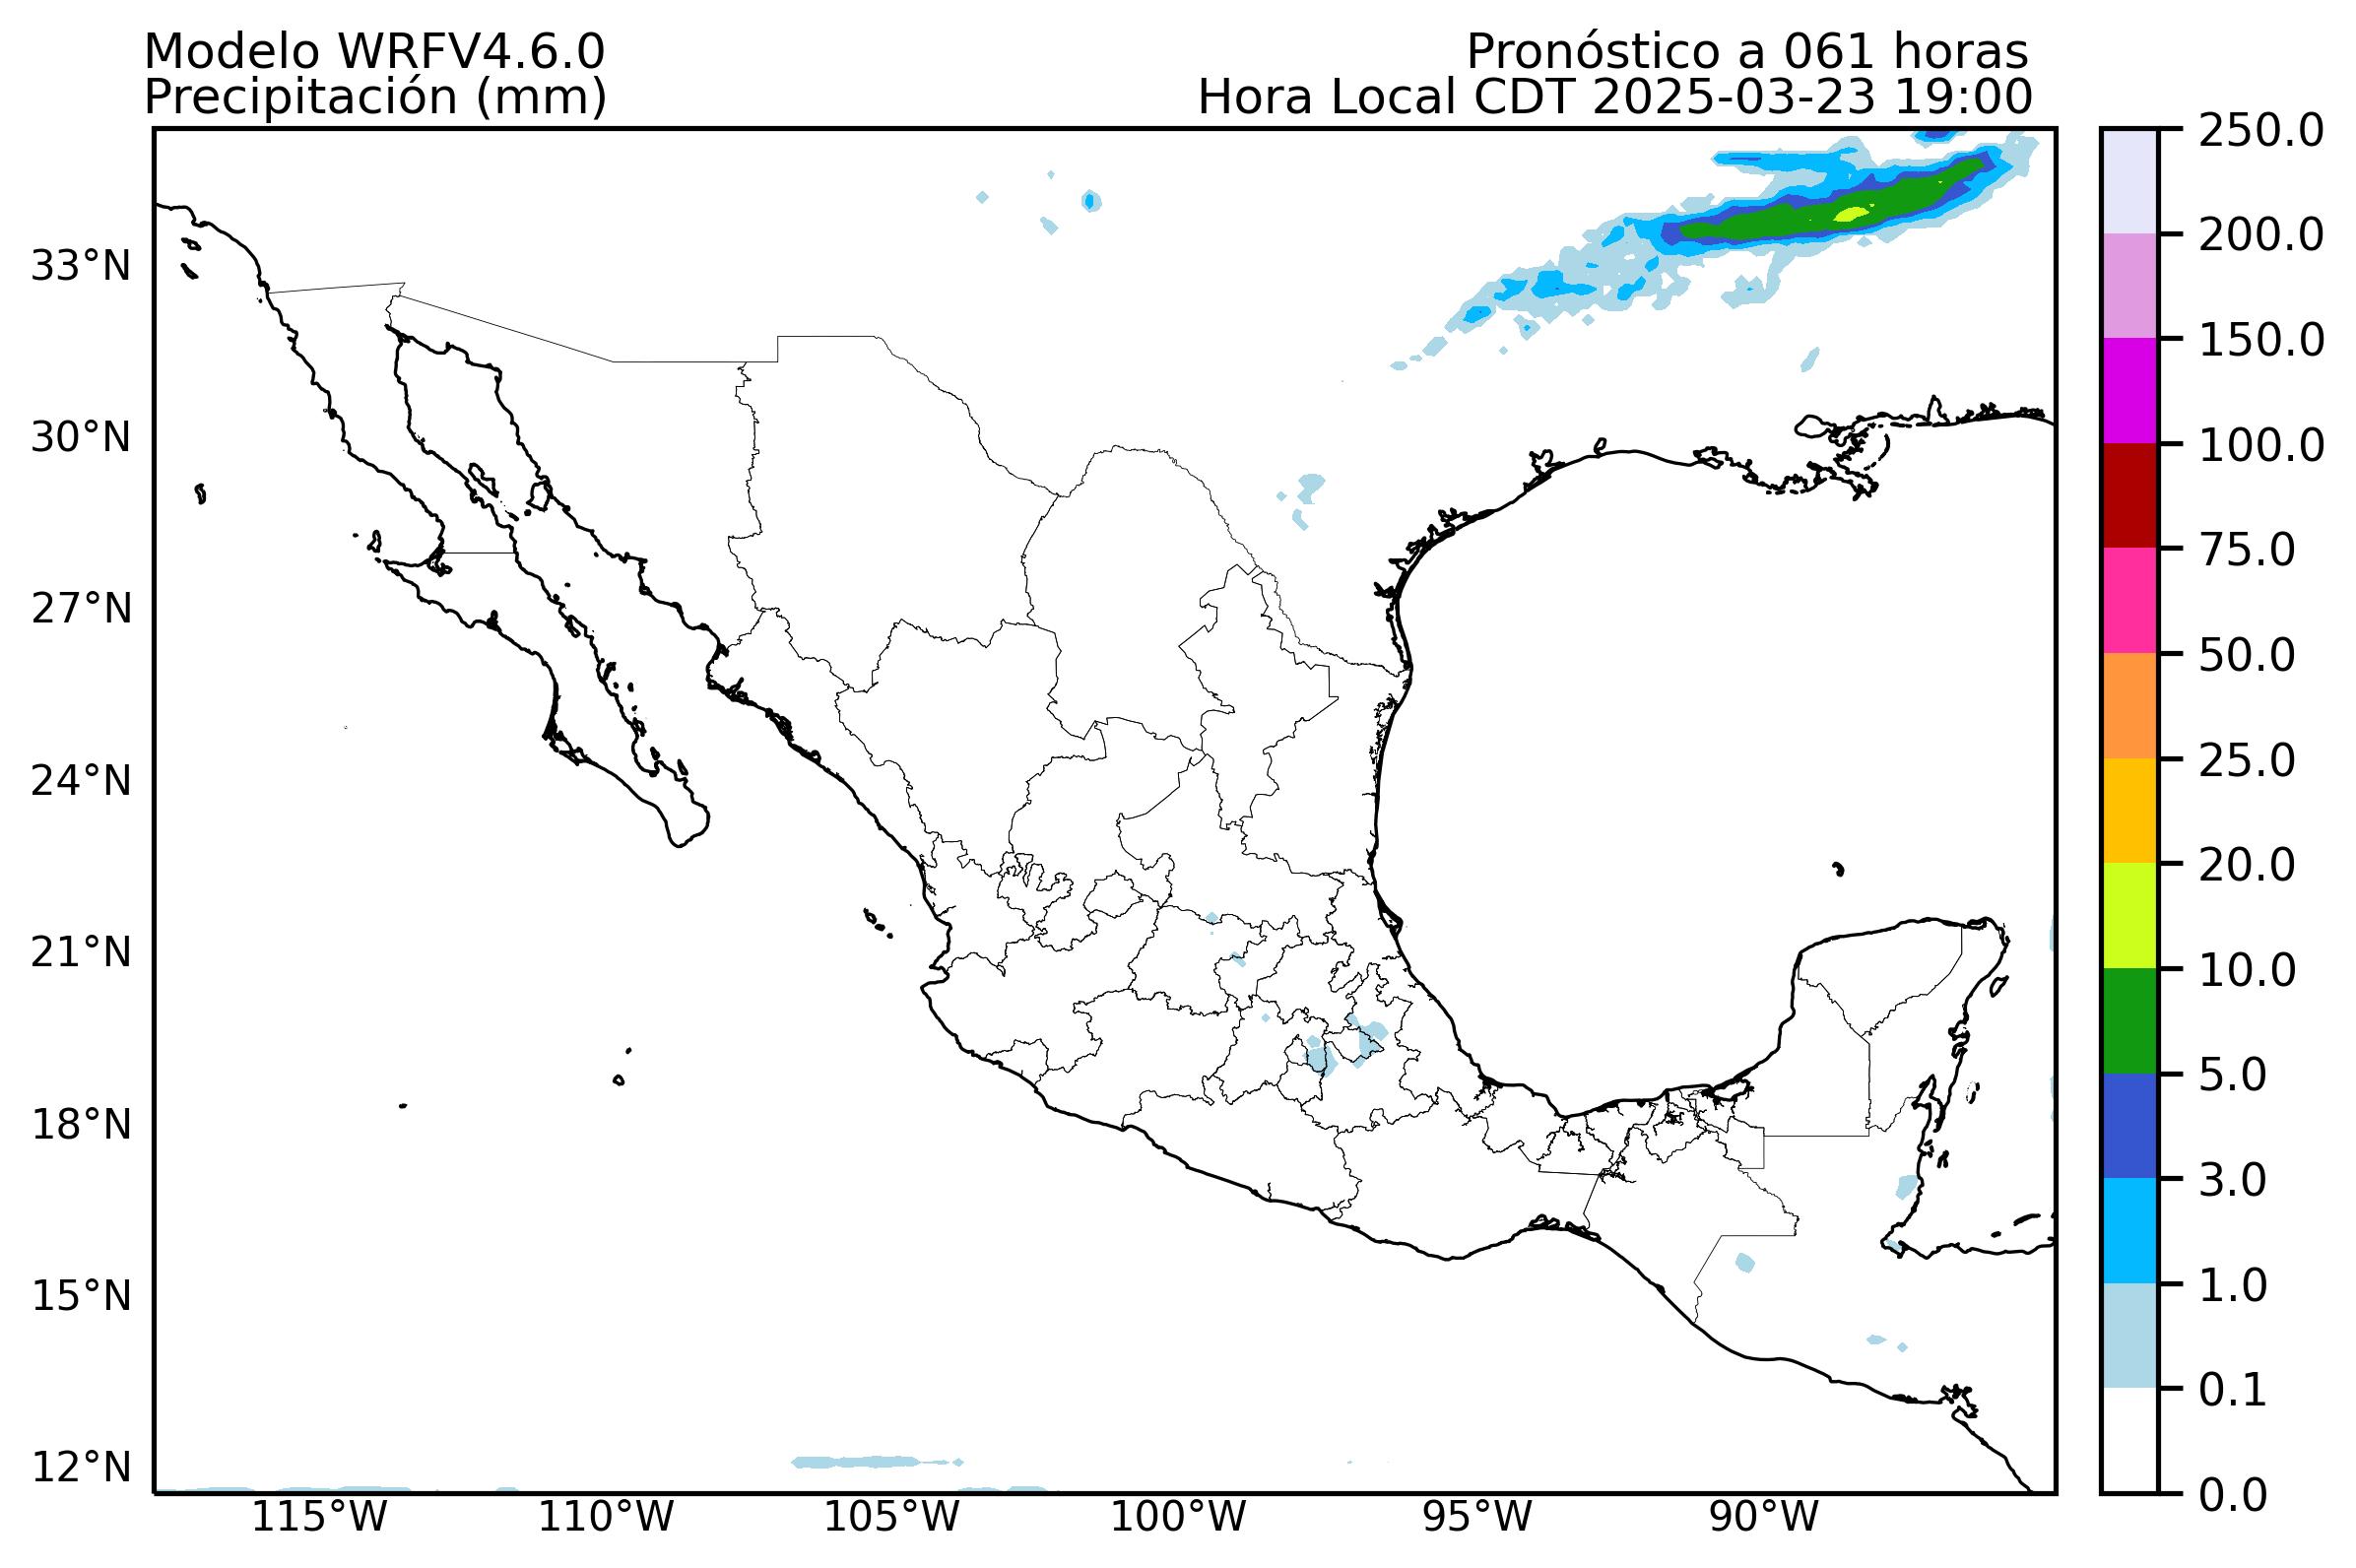 Modelo WRFV4.6.0
Precipitación (mm)
Pronóstico a 061 horas
Hora Local CDT 2025-03-23 19:00
33°N
30°N
27°N
24°N
21°N
18°N
15°N
12°N
115°W
110°W
105°W
100°W
95°W
90°W
250.0
200.0
150.0
100.0
75.0
50.0
25.0
20.0
10.0
5.0
3.0
1.0
0.1
0.0